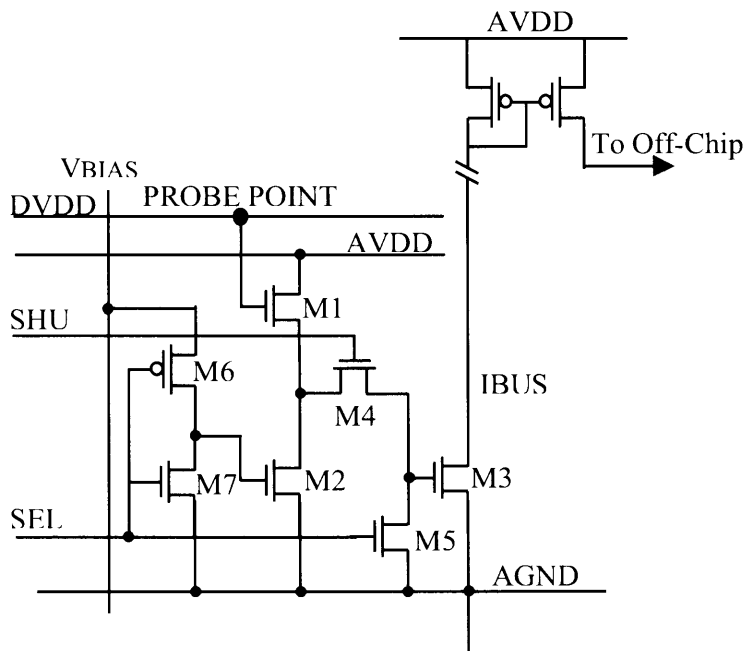 AVDD
To Off-Chip
VBIAS
DVDD
PROBE POINT
AVDD
M1
SHU
M6
M4
IBUS
M7
M2
M3
SEL
M5
AGND